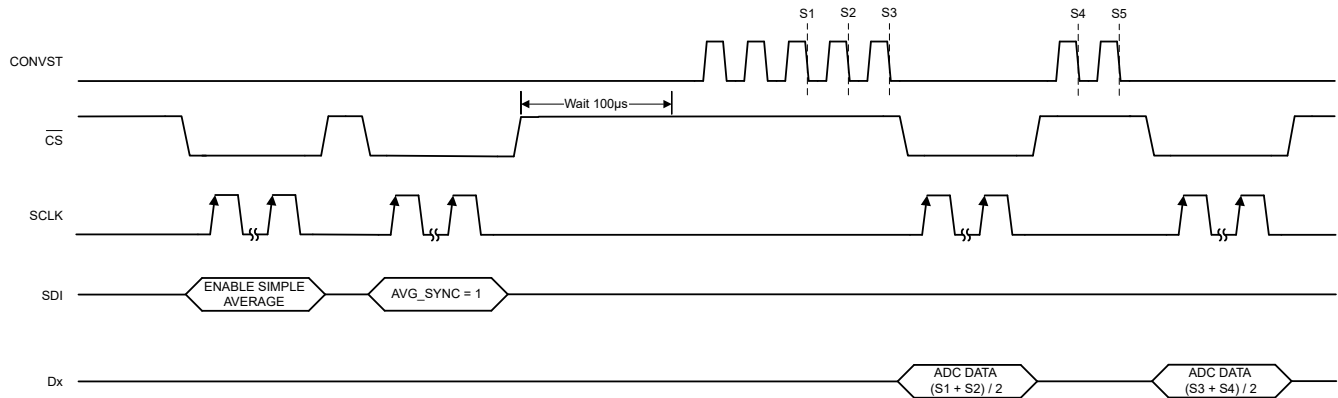 S1 S2 S3 S4 S5
CONVST
Wait 100µs
CS
SCLK
SDI
ENABLE SIMPLE
AVERAGE
AVG_SYNC = 1
Dx
ADC DATA
(S1 + S2) / 2
ADC DATA
(S3 + S4) / 2